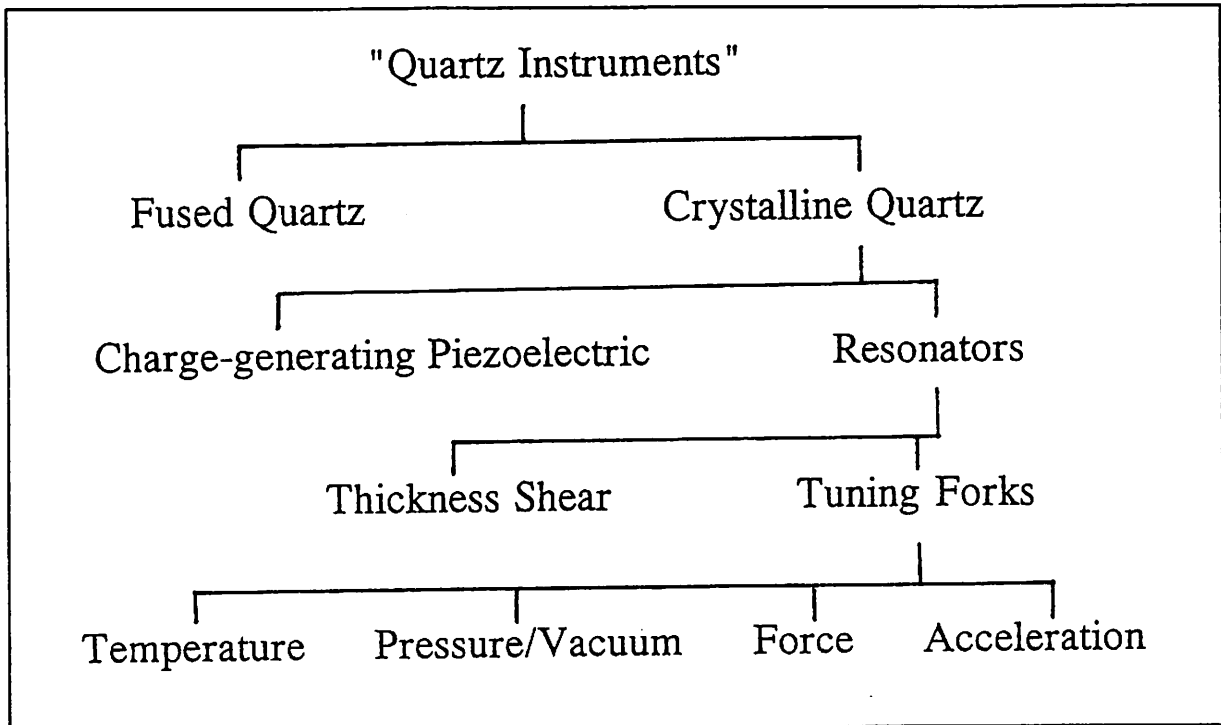 "Quartz Instruments"
Fused Quartz
Crystalline Quartz
Charge-generating Piezoelectric
Resonators
Thickness Shear
Tuning Forks
Temperature
Pressure/Vacuum
Force
Acceleration